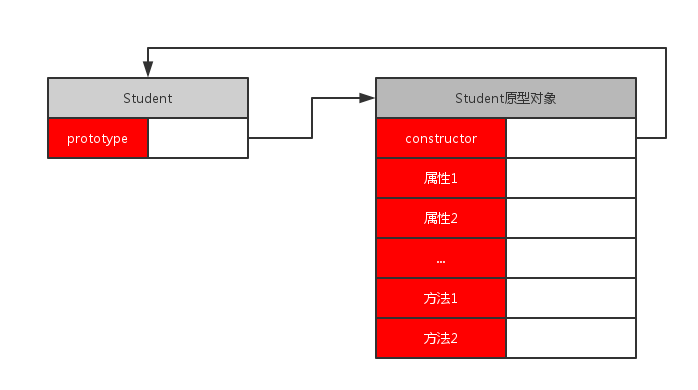 Student
prototype
Student原型对象
constructor
属性1
属性2
...
方法1
方法2